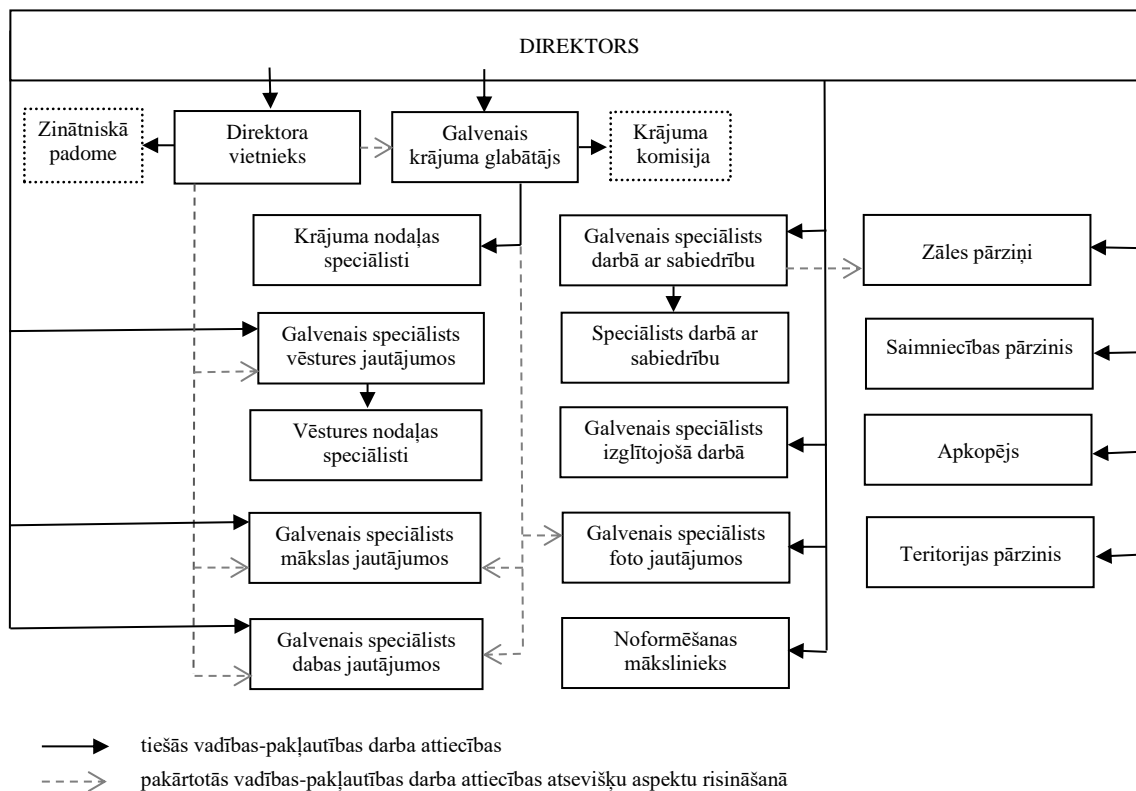 DIREKTORS
Zinātniskā
padome
Direktora
vietnieks
Galvenais
krājuma glabātājs
Krājuma
komisija
Krājuma nodaļas
speciālisti
Galvenais speciālists
darbā ar sabiedrību
Zāles pārziņi
Galvenais speciālists
vēstures jautājumos
Speciālists darbā ar
sabiedrību
Saimniecības pārzinis
Vēstures nodaļas
speciālisti
Galvenais speciālists
izglītojošā darbā
Apkopējs
Galvenais speciālists
mākslas jautājumos
Galvenais speciālists
foto jautājumos
Teritorijas pārzinis
Galvenais speciālists
dabas jautājumos
Noformēšanas
mākslinieks
tiešās vadības-pakļautības darba attiecības
pakārtotās vadības-pakļautības darba attiecības atsevišķu aspektu risināšanā